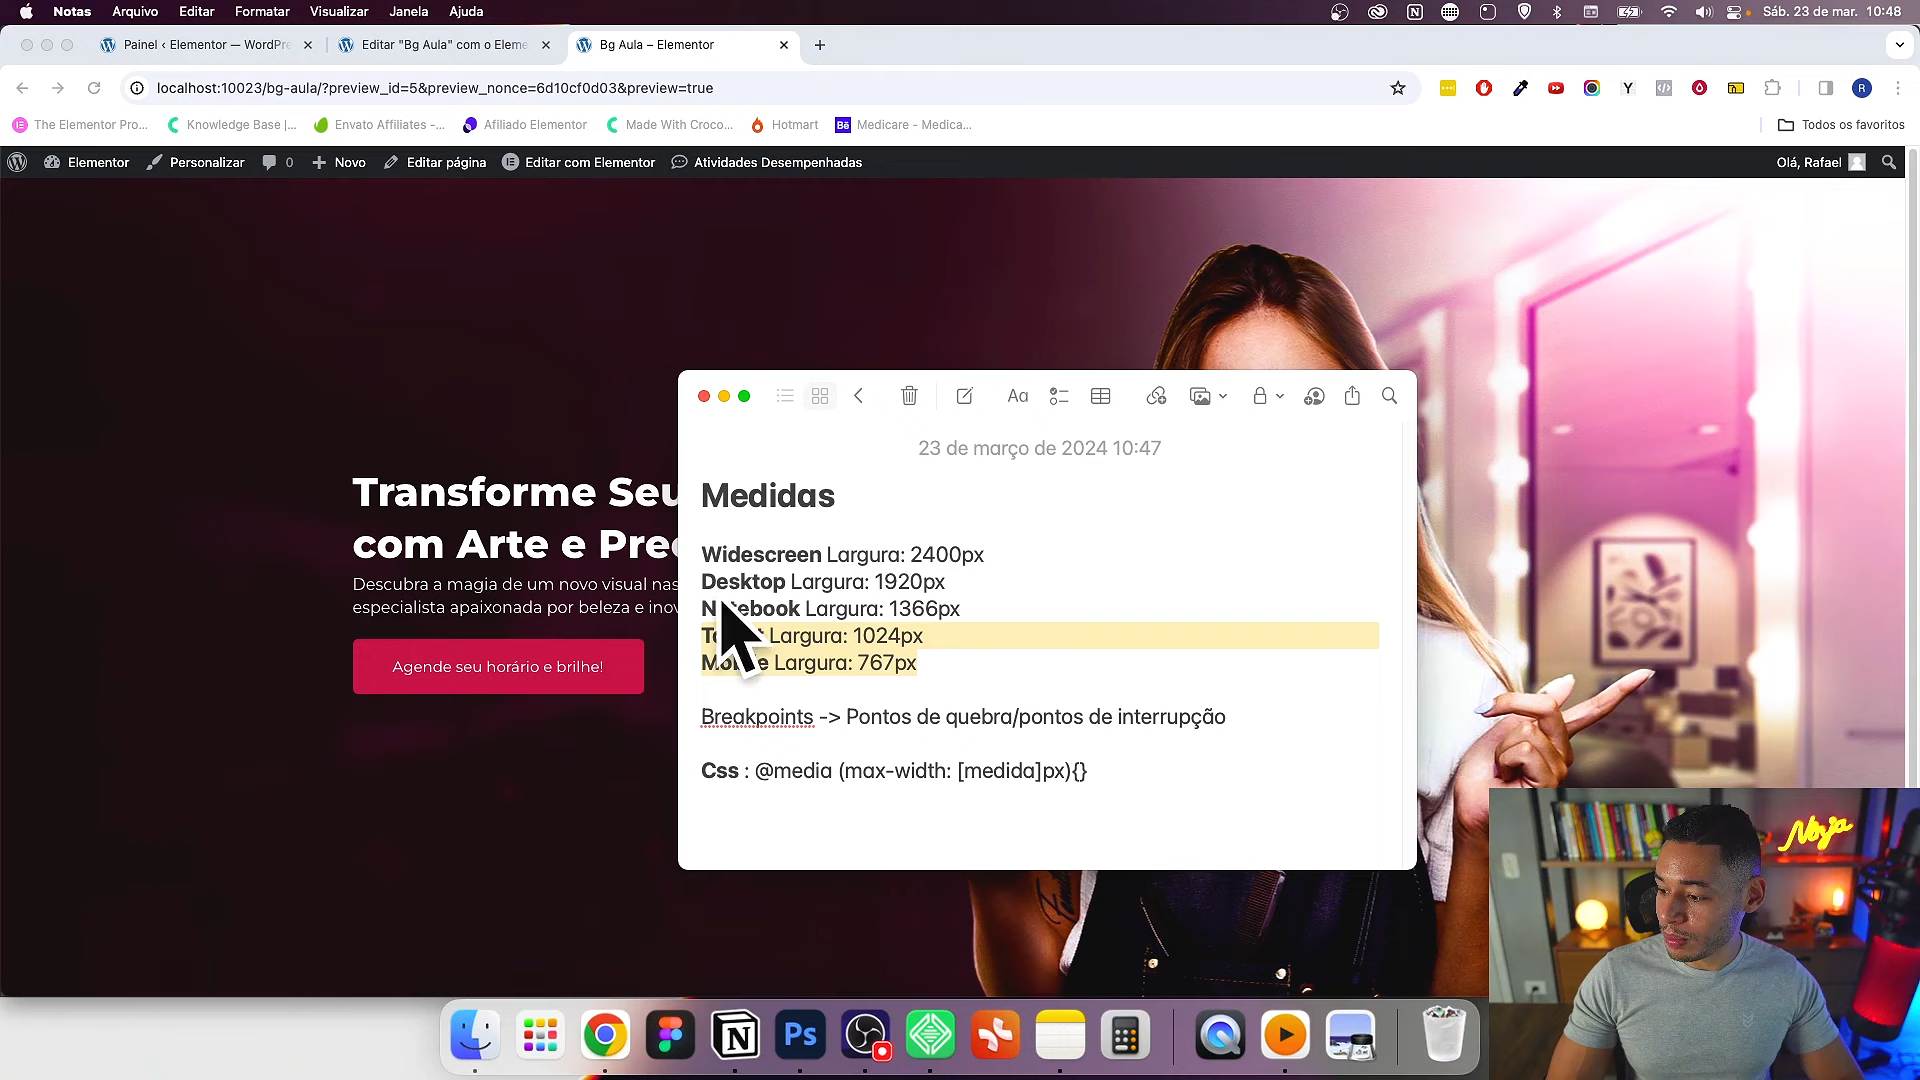 Notas Arquivo Editar Formatar Visualizar Janela Ajuda
Sáb. 23 de mar. 10:48
Painel ‹ Elementor — WordPre
Editar "Bg Aula" com o Eleme
Bg Aula – Elementor
localhost:10023/bg-aula/?preview_id=5&preview_nonce=6d10cf0d03&preview=true
The Elementor Pro... Knowledge Base |... Envato Affiliates -... Afiliado Elementor Made With Croco... Hotmart Medicare - Medica... Todos os favoritos
Elementor Personalizar 0 Novo Editar página Editar com Elementor Atividades Desempenhadas Olá, Rafael
Transforme Seu
com Arte e Pre
Descubra a magia de um novo visual nas
especialista apaixonada por beleza e inov
Agende seu horário e brilhe!
23 de março de 2024 10:47
Medidas
Widescreen Largura: 2400px
Desktop Largura: 1920px
Notebook Largura: 1366px
Largura: 1024px
Largura: 767px
Breakpoints -> Pontos de quebra/pontos de interrupção
Css : @media (max-width: [medida]px){}
Ninja
Ps